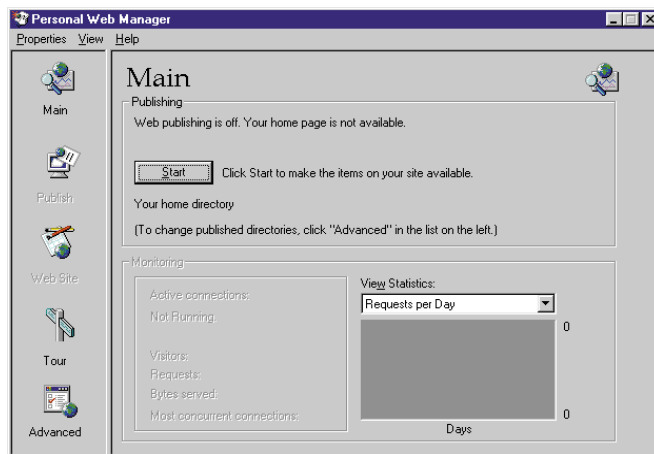 Personal Web Manager
Properties View Help
Main
Publish
Web Site
Tour
Advanced
Main
Publishing
Web publishing is off. Your home page is not available.
Start Click Start to make the items on your site available.
Your home directory
(To change published directories, click "Advanced" in the list on the left.)
Monitoring
Active connections:
Not Running.
Visitors:
Requests:
Bytes served:
Most concurrent connections:
View Statistics:
Requests per Day
0
0
Days